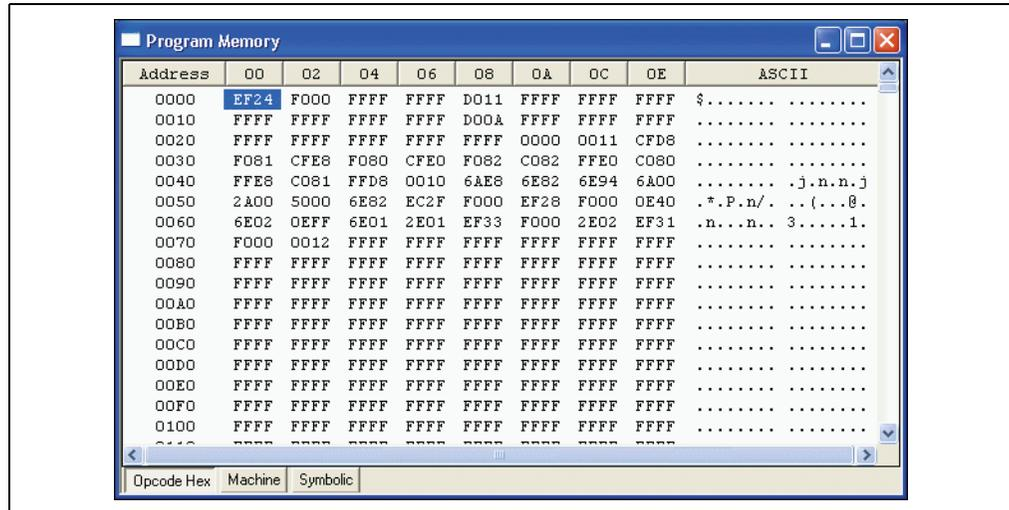 Program Memory
Address 00 02 04 06 08 0A 0C 0E ASCII
0000 EF24 F000 FFFF FFFF D011 FFFF FFFF FFFF $....... ........
0010 FFFF FFFF FFFF FFFF D00A FFFF FFFF FFFF ........ ........
0020 FFFF FFFF FFFF FFFF FFFF 0000 0011 CFD8 ........ ........
0030 F081 CFE8 F080 CFE0 F082 C082 FFE0 C080 ........ ........
0040 FFE8 C081 FFD8 0010 6AE8 6E82 6E94 6A00 ........ .j.n.n.j
0050 2A00 5000 6E82 EC2F F000 EF28 F000 0E40 .*.P.n/. ..(...@.
0060 6E02 0EFF 6E01 2E01 EF33 F000 2E02 EF31 .n...n.. 3.....1.
0070 F000 0012 FFFF FFFF FFFF FFFF FFFF FFFF ........ ........
0080 FFFF FFFF FFFF FFFF FFFF FFFF FFFF FFFF ........ ........
0090 FFFF FFFF FFFF FFFF FFFF FFFF FFFF FFFF ........ ........
00A0 FFFF FFFF FFFF FFFF FFFF FFFF FFFF FFFF ........ ........
00B0 FFFF FFFF FFFF FFFF FFFF FFFF FFFF FFFF ........ ........
00C0 FFFF FFFF FFFF FFFF FFFF FFFF FFFF FFFF ........ ........
00D0 FFFF FFFF FFFF FFFF FFFF FFFF FFFF FFFF ........ ........
00E0 FFFF FFFF FFFF FFFF FFFF FFFF FFFF FFFF ........ ........
00F0 FFFF FFFF FFFF FFFF FFFF FFFF FFFF FFFF ........ ........
0100 FFFF FFFF FFFF FFFF FFFF FFFF FFFF FFFF ........ ........
Opcode Hex Machine Symbolic